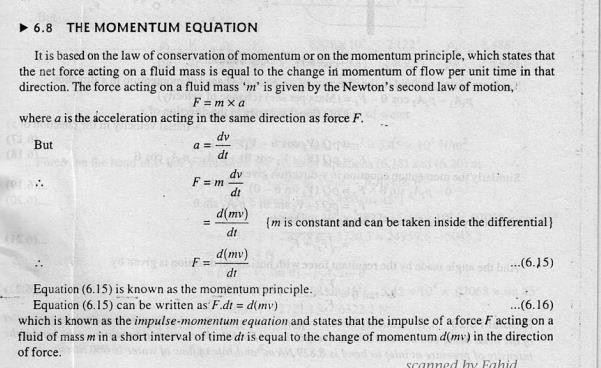 ▶ 6.8 THE MOMENTUM EQUATION
It is based on the law of conservation of momentum or on the momentum principle, which states that
the net force acting on a fluid mass is equal to the change in momentum of flow per unit time in that
direction. The force acting on a fluid mass 'm' is given by the Newton's second law of motion,
F = m × a
where a is the acceleration acting in the same direction as force F.
But a = dv/dt
∴ F = m dv/dt
= d(mv)/dt {m is constant and can be taken inside the differential}
∴ F = d(mv)/dt ...(6.15)
Equation (6.15) is known as the momentum principle.
Equation (6.15) can be written as F.dt = d(mv) ...(6.16)
which is known as the impulse-momentum equation and states that the impulse of a force F acting on a
fluid of mass m in a short interval of time dt is equal to the change of momentum d(mv) in the direction
of force.
scanned by Fahid